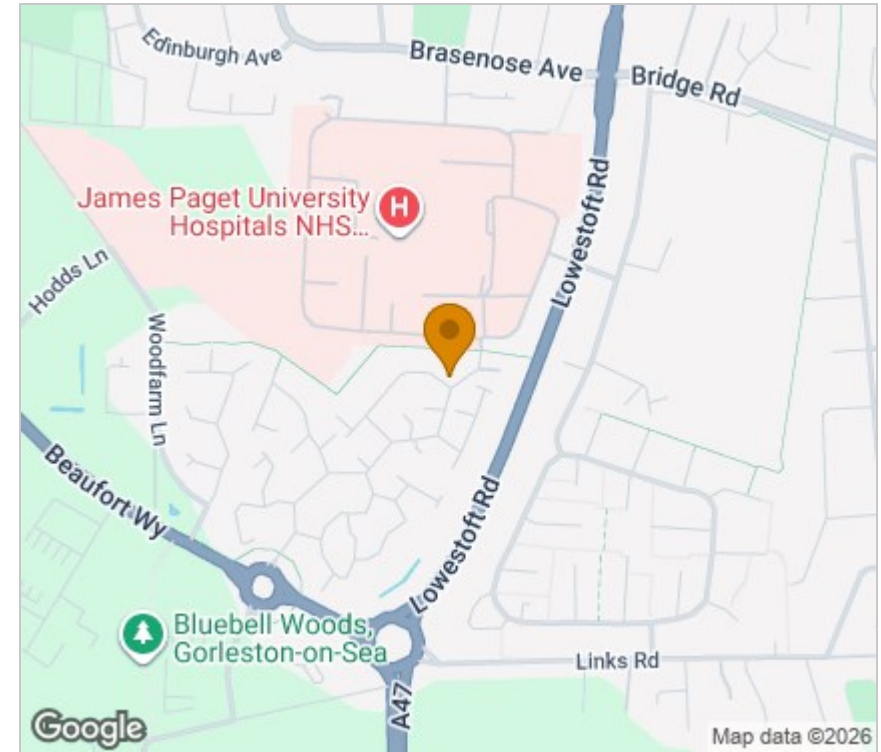 Edinburgh Ave
Brasenose Ave
Bridge Rd
James Paget University
Hospitals NHS...
H
Lowestoft Rd
Hodds Ln
Woodfarm Ln
Beaufort Wy
Lowestoft Rd
Bluebell Woods,
Gorleston-on-Sea
Links Rd
A47
Google
Map data ©2026